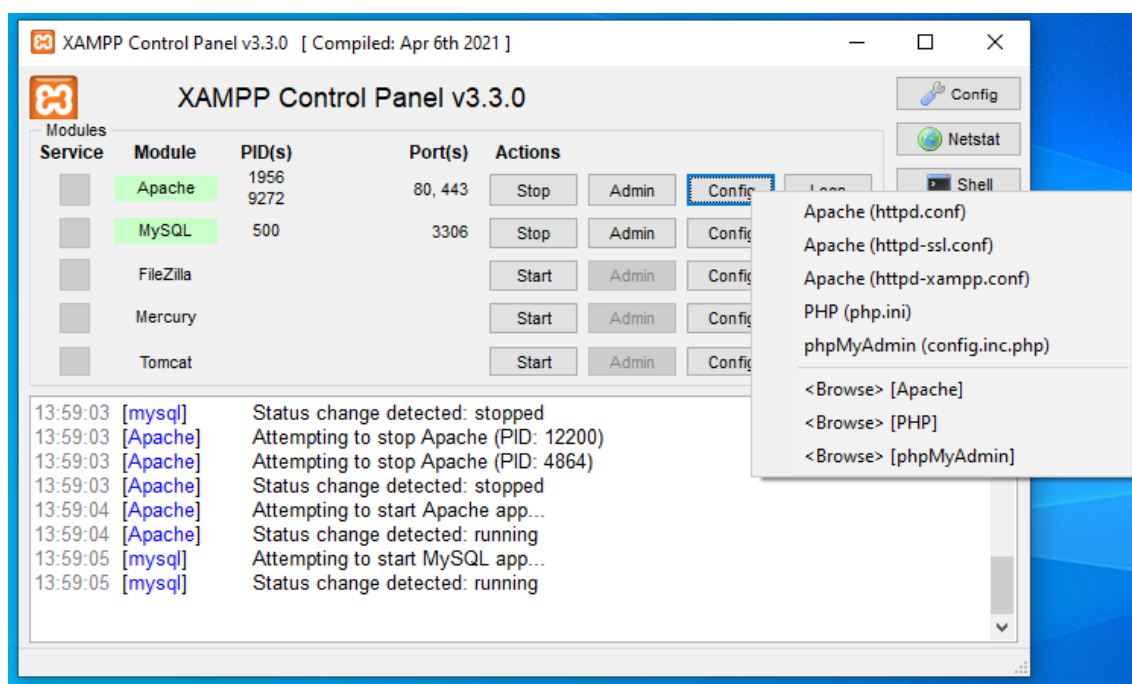 XAMPP Control Panel v3.3.0 [ Compiled: Apr 6th 2021 ]
XAMPP Control Panel v3.3.0
Config
Netstat
Shell
Modules
Service Module PID(s) Port(s) Actions
Apache 1956 9272 80, 443 Stop Admin Config
MySQL 500 3306 Stop Admin Config
FileZilla Start Admin Config
Mercury Start Admin Config
Tomcat Start Admin Config
Apache (httpd.conf)
Apache (httpd-ssl.conf)
Apache (httpd-xampp.conf)
PHP (php.ini)
phpMyAdmin (config.inc.php)
<Browse> [Apache]
<Browse> [PHP]
<Browse> [phpMyAdmin]
13:59:03 [mysql] Status change detected: stopped
13:59:03 [Apache] Attempting to stop Apache (PID: 12200)
13:59:03 [Apache] Attempting to stop Apache (PID: 4864)
13:59:03 [Apache] Status change detected: stopped
13:59:04 [Apache] Attempting to start Apache app...
13:59:04 [Apache] Status change detected: running
13:59:05 [mysql] Attempting to start MySQL app...
13:59:05 [mysql] Status change detected: running